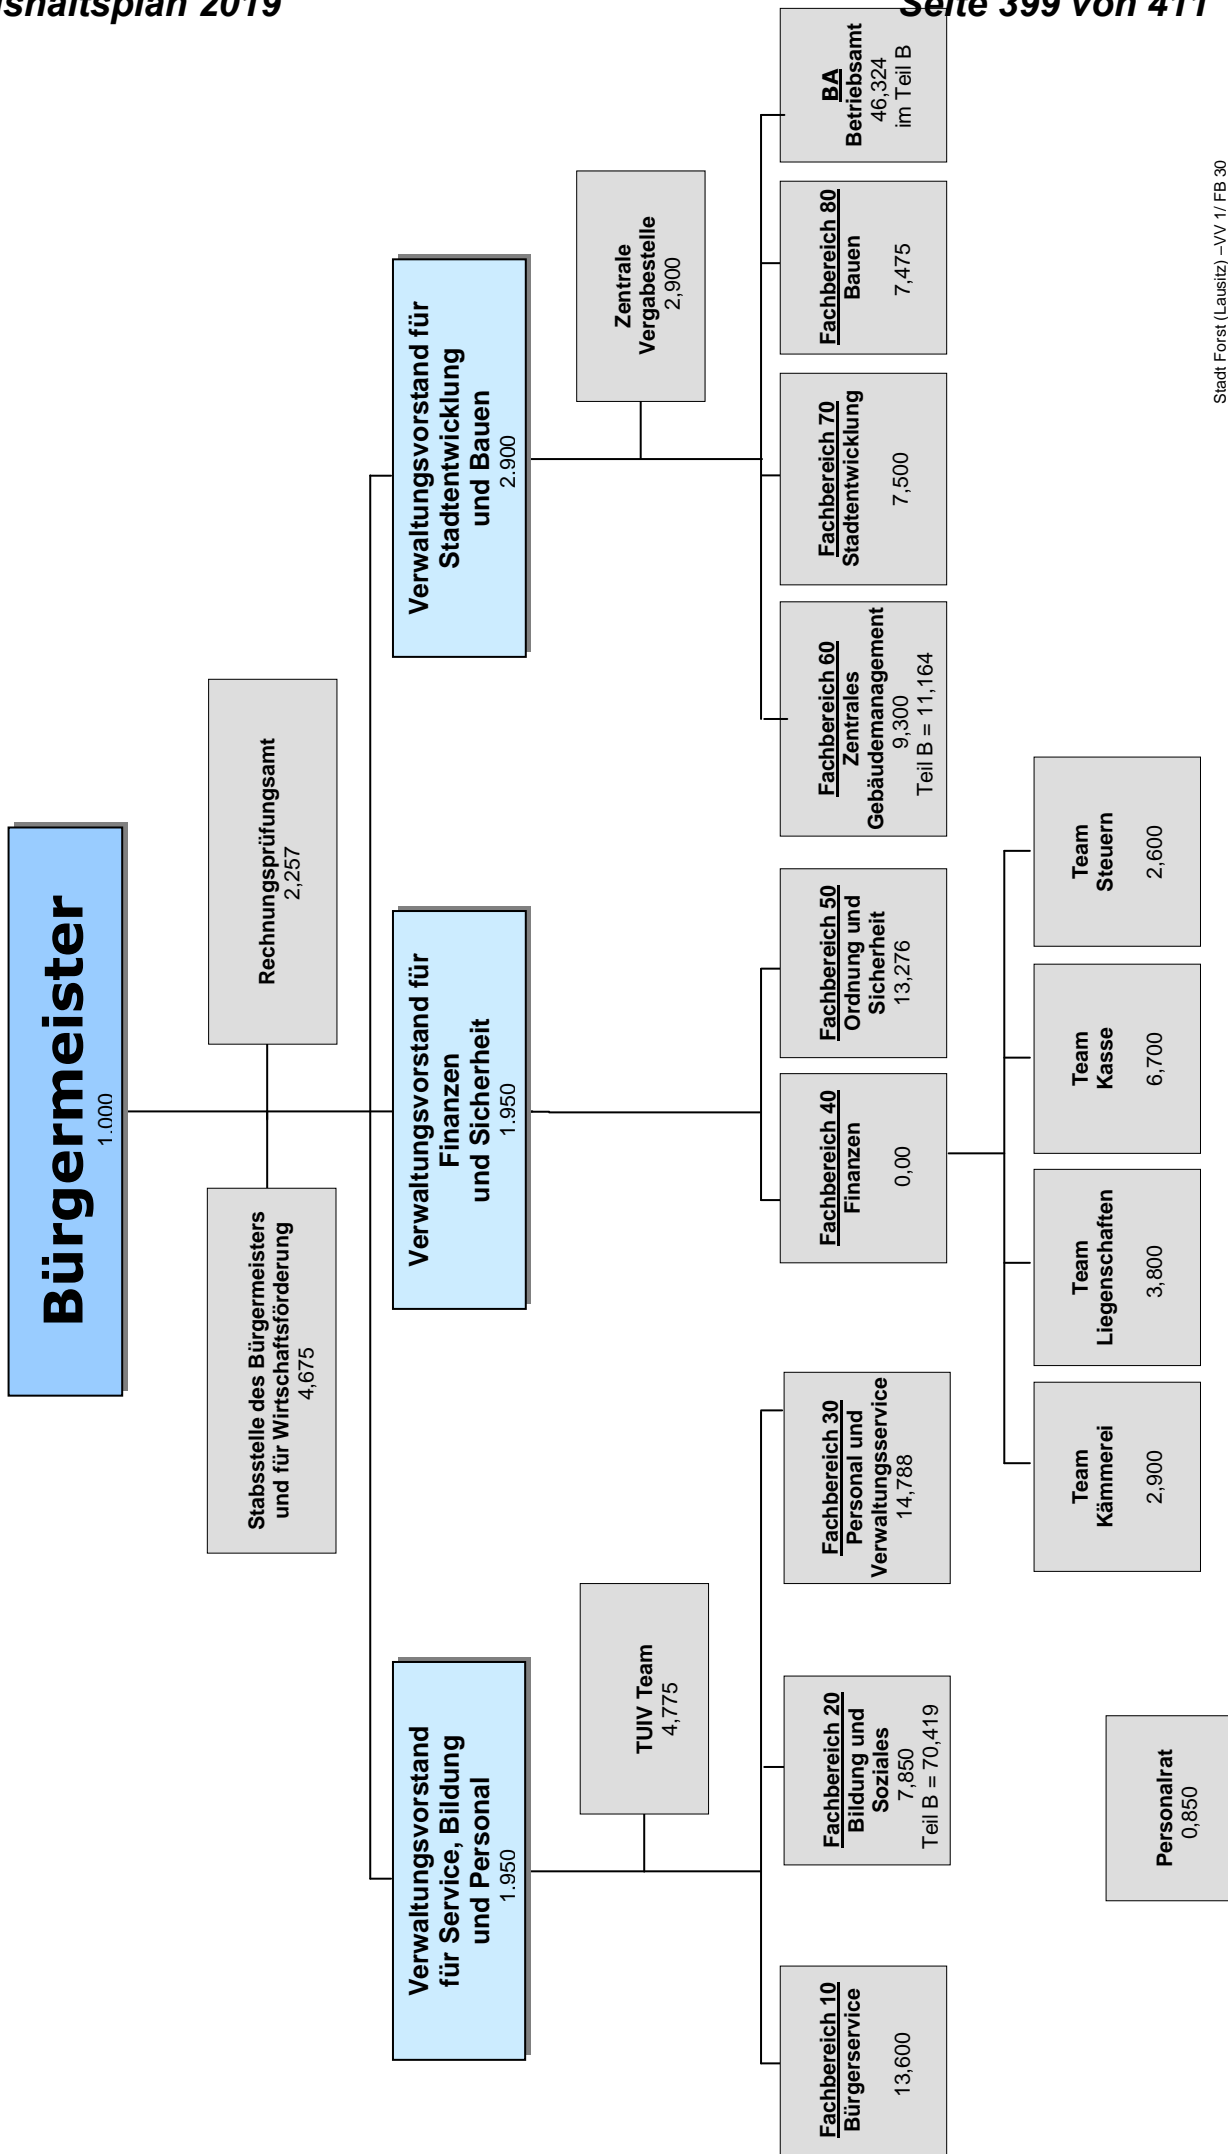 shaltsplan 2019
Seite 399 von 411
Bürgermeister
1.000
Stabsstelle des Bürgermeisters
und für Wirtschaftsförderung
4,675
Rechnungsprüfungsamt
2,257
Verwaltungsvorstand
für Service, Bildung
und Personal
1.950
Verwaltungsvorstand für
Finanzen
und Sicherheit
1.950
Verwaltungsvorstand für
Stadtentwicklung
und Bauen
2.900
TUIV Team
4,775
Zentrale
Vergabestelle
2,900
Fachbereich 10
Bürgerservice
13,600
Fachbereich 20
Bildung und
Soziales
7,850
Teil B = 70,419
Fachbereich 30
Personal und
Verwaltungsservice
14,788
Fachbereich 40
Finanzen
0,00
Fachbereich 50
Ordnung und
Sicherheit
13,276
Fachbereich 60
Zentrales
Gebäudemanagement
9,300
Teil B = 11,164
Fachbereich 70
Stadtentwicklung
7,500
Fachbereich 80
Bauen
7,475
BA
Betriebsamt
46,324
im Teil B
Team
Kämmerei
2,900
Team
Liegenschaften
3,800
Team
Kasse
6,700
Team
Steuern
2,600
Personalrat
0,850
Stadt Forst (Lausitz) –VV 1/ FB 30